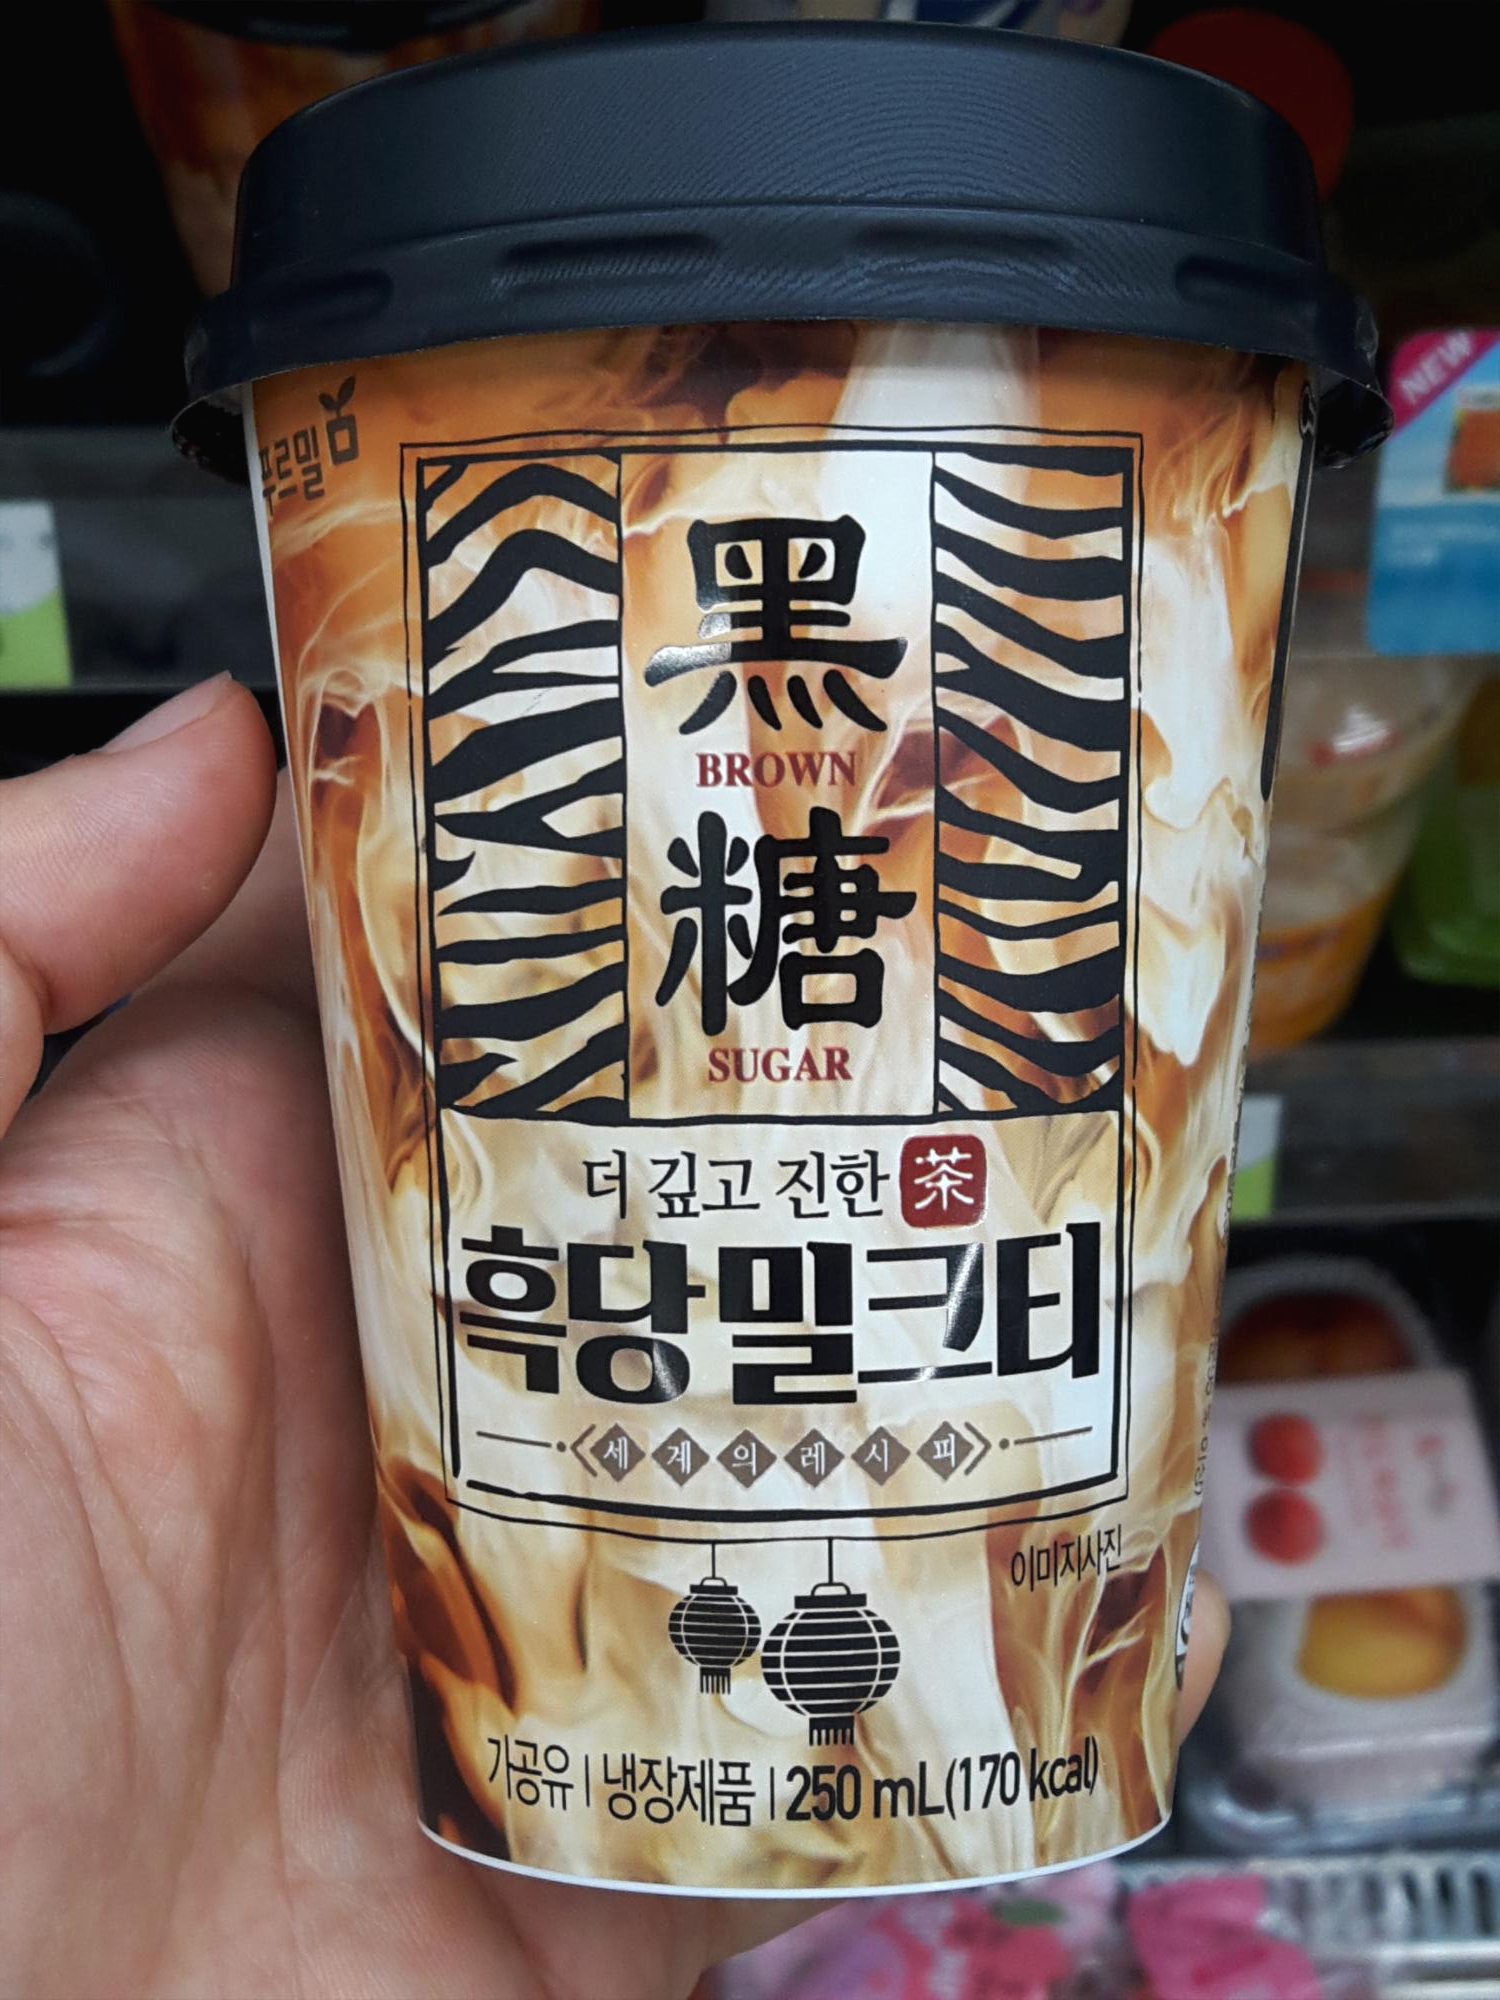 푸르밀
黑
BROWN
糖
SUGAR
더 깊고 진한 茶
흑당밀크티
세계의레시피
이미지사진
가공유 | 냉장제품 | 250 mL(170 kcal)
NEW